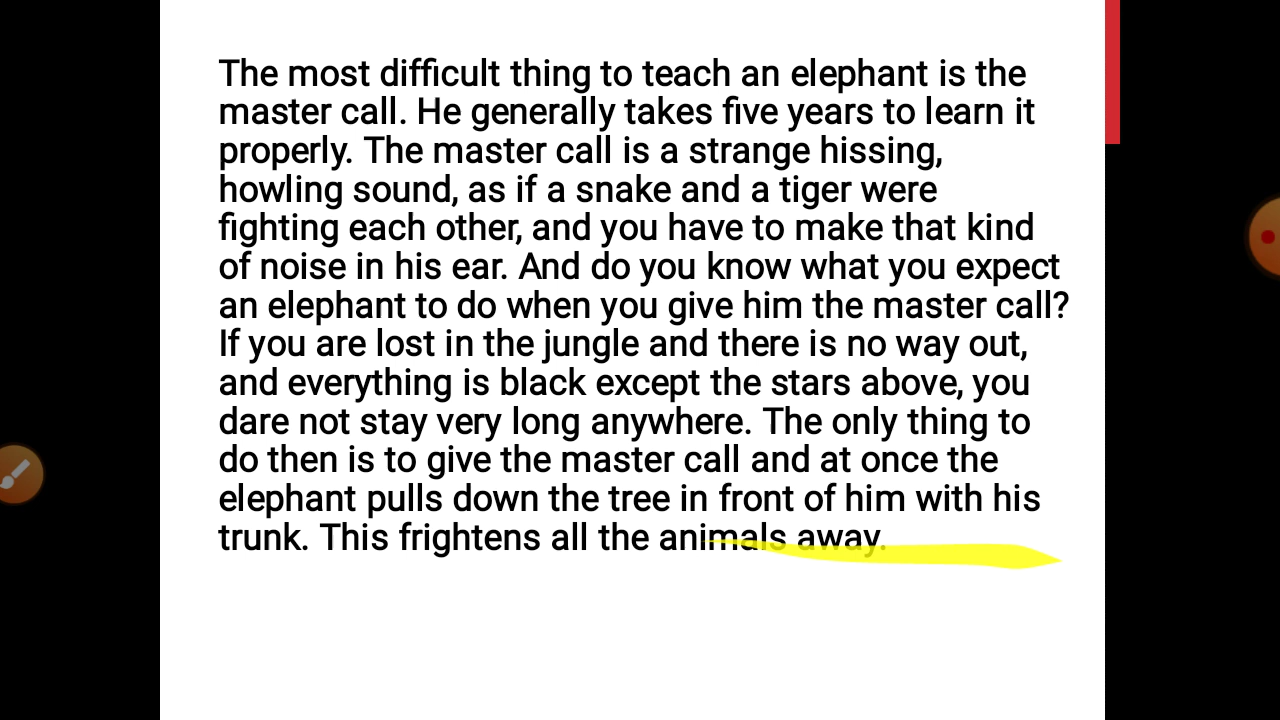 The most difficult thing to teach an elephant is the
master call. He generally takes five years to learn it
properly. The master call is a strange hissing,
howling sound, as if a snake and a tiger were
fighting each other, and you have to make that kind
of noise in his ear. And do you know what you expect
an elephant to do when you give him the master call?
If you are lost in the jungle and there is no way out,
and everything is black except the stars above, you
dare not stay very long anywhere. The only thing to
do then is to give the master call and at once the
elephant pulls down the tree in front of him with his
trunk. This frightens all the animals away.